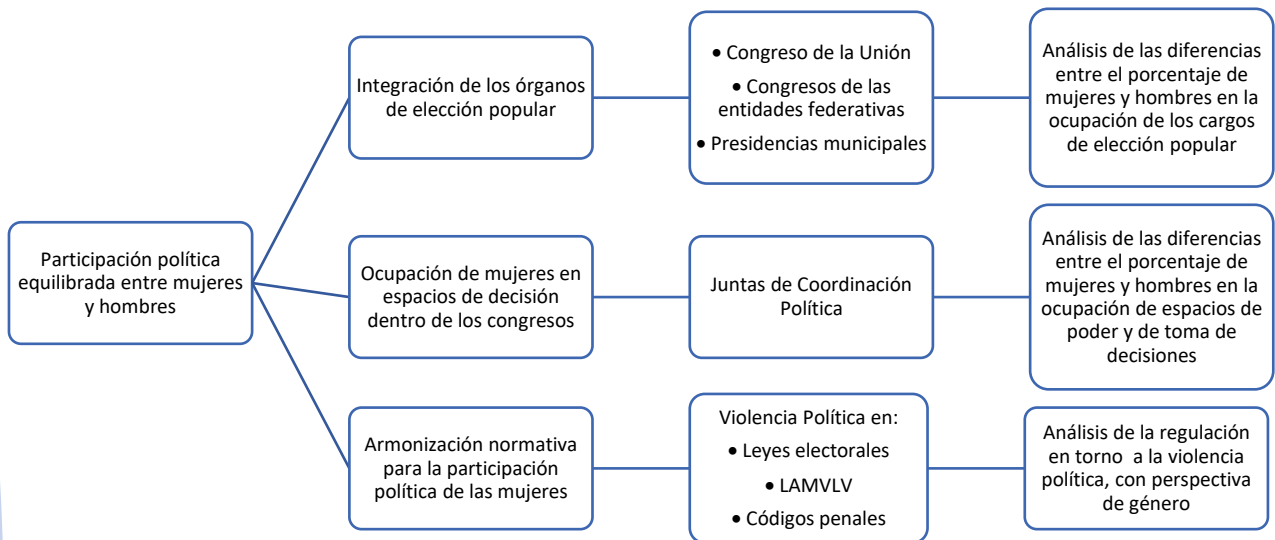 Participación política
equilibrada entre mujeres
y hombres
Integración de los órganos
de elección popular
• Congreso de la Unión
• Congresos de las
entidades federativas
• Presidencias municipales
Análisis de las diferencias
entre el porcentaje de
mujeres y hombres en la
ocupación de los cargos
de elección popular
Ocupación de mujeres en
espacios de decisión
dentro de los congresos
Juntas de Coordinación
Política
Análisis de las diferencias
entre el porcentaje de
mujeres y hombres en la
ocupación de espacios de
poder y de toma de
decisiones
Armonización normativa
para la participación
política de las mujeres
Violencia Política en:
• Leyes electorales
• LAMVLV
• Códigos penales
Análisis de la regulación
en torno a la violencia
política, con perspectiva
de género